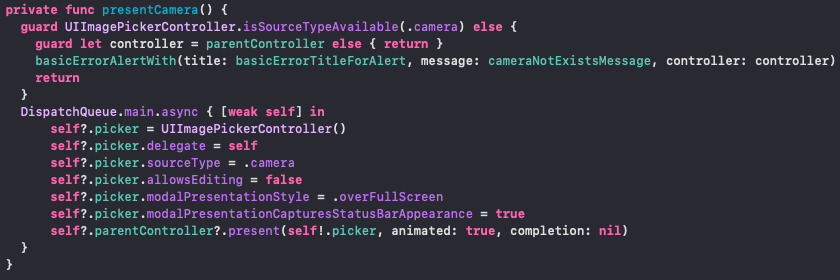 private func presentCamera() {
  guard UIImagePickerController.isSourceTypeAvailable(.camera) else {
    guard let controller = parentController else { return }
    basicErrorAlertWith(title: basicErrorTitleForAlert, message: cameraNotExistsMessage, controller: controller)
    return
  }
  DispatchQueue.main.async { [weak self] in
      self?.picker = UIImagePickerController()
      self?.picker.delegate = self
      self?.picker.sourceType = .camera
      self?.picker.allowsEditing = false
      self?.picker.modalPresentationStyle = .overFullScreen
      self?.picker.modalPresentationCapturesStatusBarAppearance = true
      self?.parentController?.present(self!.picker, animated: true, completion: nil)
  }
}